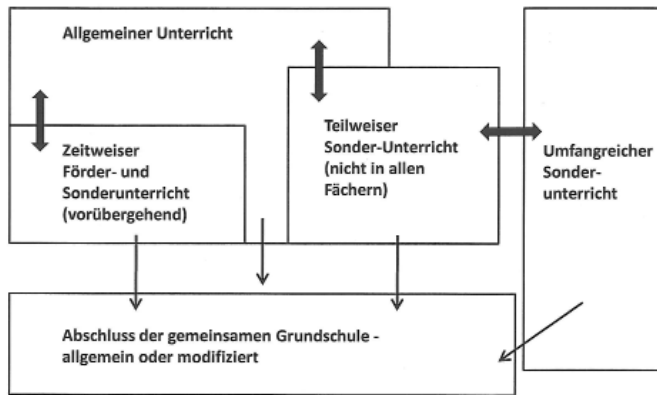 Allgemeiner Unterricht
Zeitweiser
Förder- und
Sonderunterricht
(vorübergehend)
Teilweiser
Sonder-Unterricht
(nicht in allen
Fächern)
Umfangreicher
Sonder-
unterricht
Abschluss der gemeinsamen Grundschule -
allgemein oder modifiziert